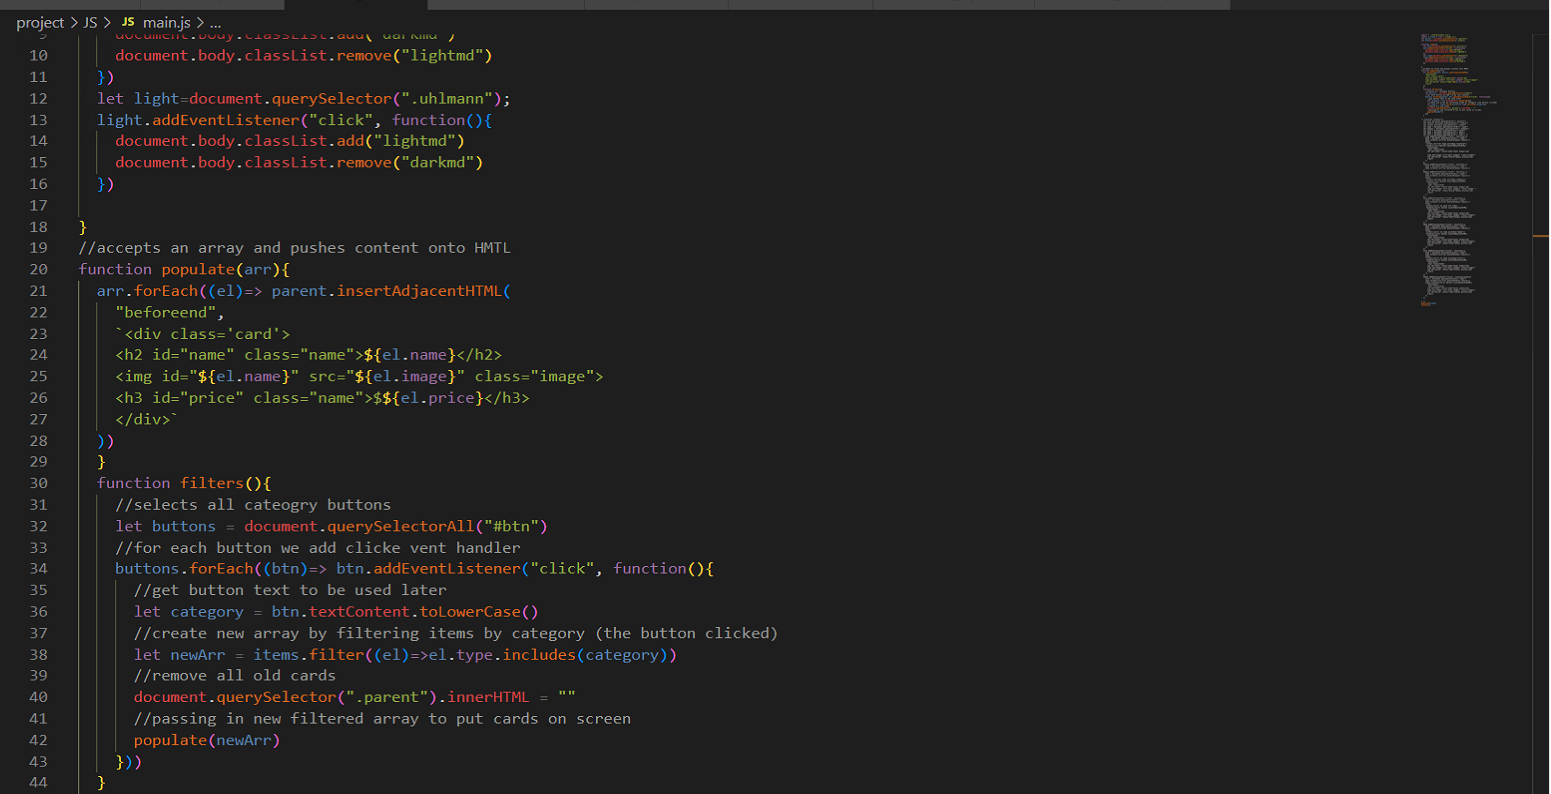 project > JS > JS main.js > ...
9 document.body.classList.add("darkmd")
10 document.body.classList.remove("lightmd")
11 })
12 let light=document.querySelector(".uhlmann");
13 light.addEventListener("click", function(){
14 document.body.classList.add("lightmd")
15 document.body.classList.remove("darkmd")
16 })
17
18 }
19 //accepts an array and pushes content onto HMTL
20 function populate(arr){
21 arr.forEach((el)=> parent.insertAdjacentHTML(
22 "beforeend",
23 `<div class='card'>
24 <h2 id="name" class="name">${el.name}</h2>
25 <img id="${el.name}" src="${el.image}" class="image">
26 <h3 id="price" class="name">$${el.price}</h3>
27 </div>`
28 ))
29 }
30 function filters(){
31 //selects all cateogry buttons
32 let buttons = document.querySelectorAll("#btn")
33 //for each button we add clicke vent handler
34 buttons.forEach((btn)=> btn.addEventListener("click", function(){
35 //get button text to be used later
36 let category = btn.textContent.toLowerCase()
37 //create new array by filtering items by category (the button clicked)
38 let newArr = items.filter((el)=>el.type.includes(category))
39 //remove all old cards
40 document.querySelector(".parent").innerHTML = ""
41 //passing in new filtered array to put cards on screen
42 populate(newArr)
43 }))
44 }